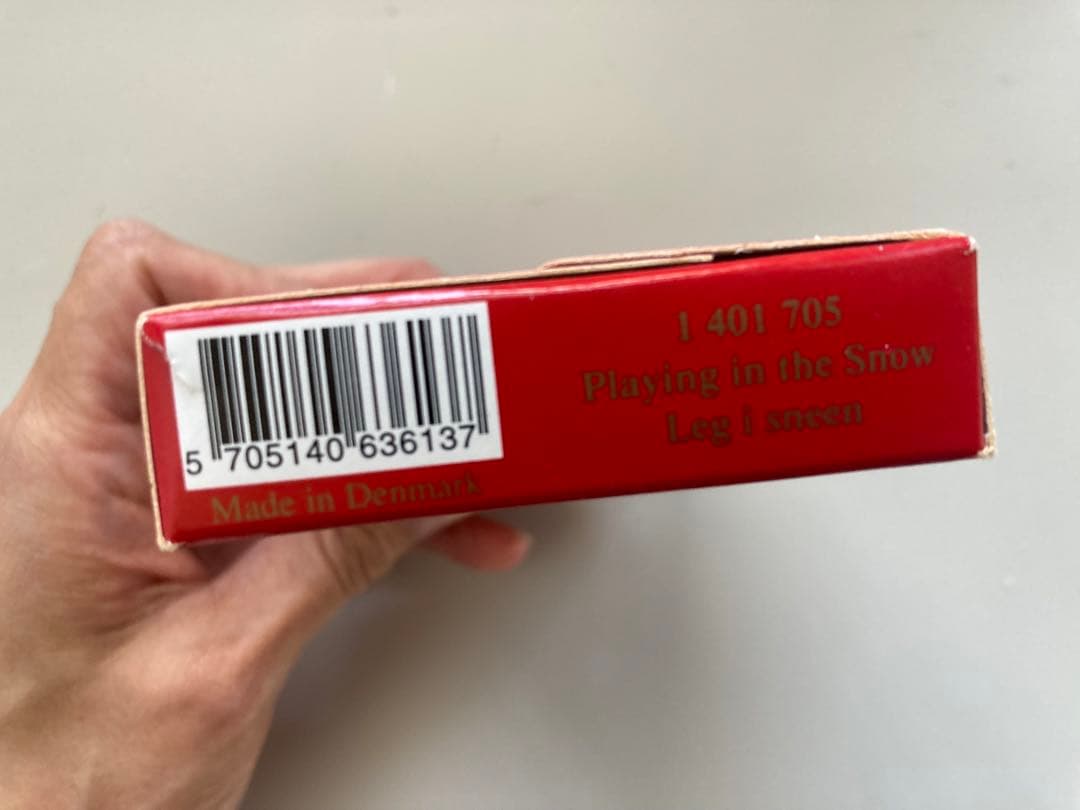 5 705140 636137
Made in Denmark
1 401 705
Playing in the Snow
Leg i sneen